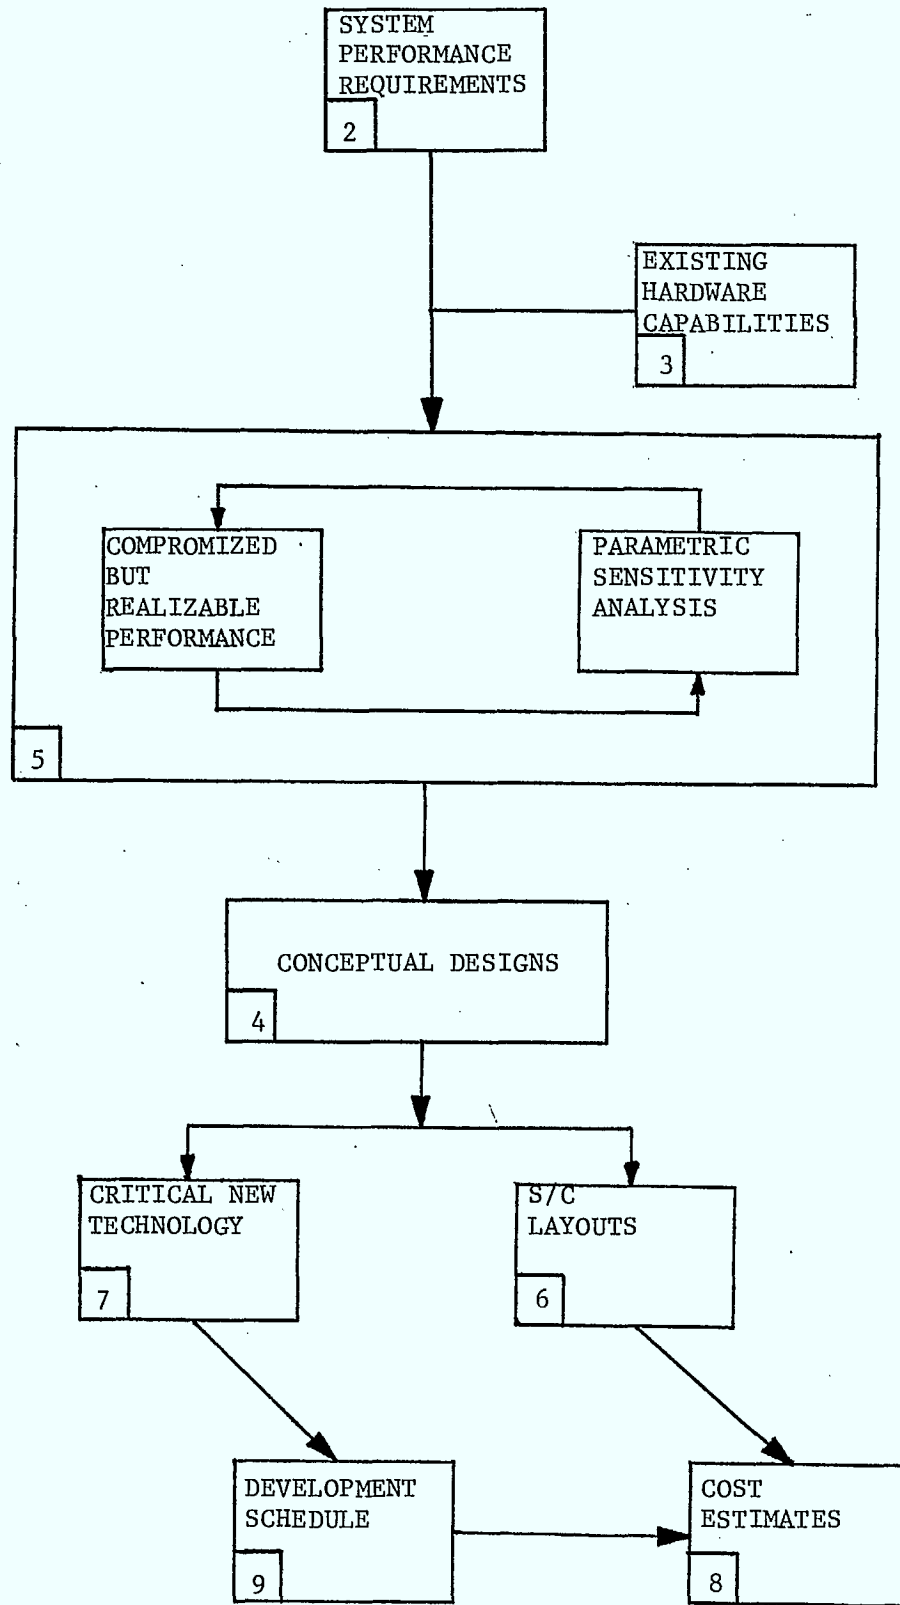 SYSTEM
PERFORMANCE
REQUIREMENTS
2
EXISTING
HARDWARE
CAPABILITIES
3
COMPROMIZED
BUT
REALIZABLE
PERFORMANCE
PARAMETRIC
SENSITIVITY
ANALYSIS
5
CONCEPTUAL DESIGNS
4
CRITICAL NEW
TECHNOLOGY
7
S/C
LAYOUTS
6
DEVELOPMENT
SCHEDULE
9
COST
ESTIMATES
8